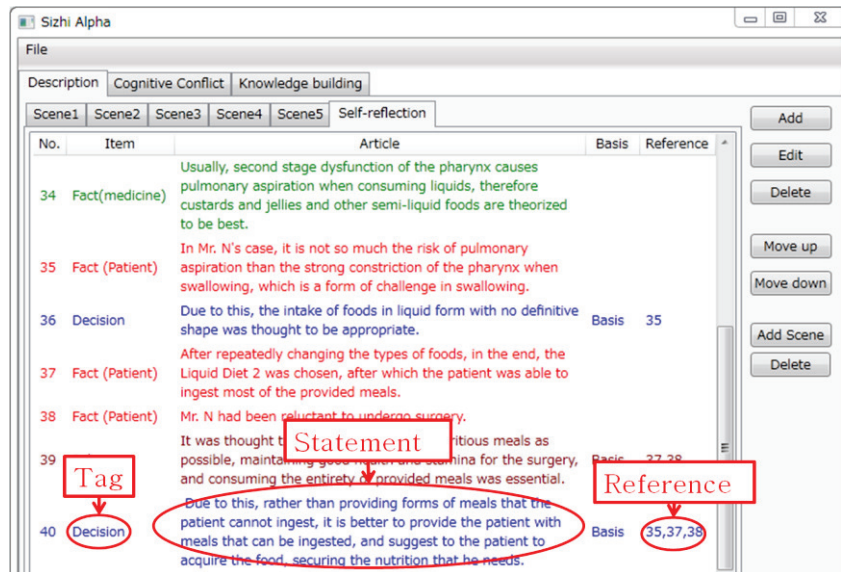 Sizhi Alpha
File
Description Cognitive Conflict Knowledge building
Scene1 Scene2 Scene3 Scene4 Scene5 Self-reflection
No. Item Article Basis Reference
Usually, second stage dysfunction of the pharynx causes
pulmonary aspiration when consuming liquids, therefore
34 Fact(medicine) custards and jellies and other semi-liquid foods are theorized
to be best.
In Mr. N's case, it is not so much the risk of pulmonary
35 Fact (Patient) aspiration than the strong constriction of the pharynx when
swallowing, which is a form of challenge in swallowing.
36 Decision Due to this, the intake of foods in liquid form with no definitive Basis 35
shape was thought to be appropriate.
After repeatedly changing the types of foods, in the end, the
37 Fact (Patient) Liquid Diet 2 was chosen, after which the patient was able to
ingest most of the provided meals.
38 Fact (Patient) Mr. N had been reluctant to undergo surgery.
It was thought meals as
39 possible, for the surgery, Basis 37,38
and consuming the entirety of provided meals was essential.
Statement
Tag
Reference
Due to this, rather than providing forms of meals that the
40 Decision patient cannot ingest, it is better to provide the patient with Basis 35,37,38
meals that can be ingested, and suggest to the patient to
acquire the food, securing the nutrition that he needs.
Add
Edit
Delete
Move up
Move down
Add Scene
Delete